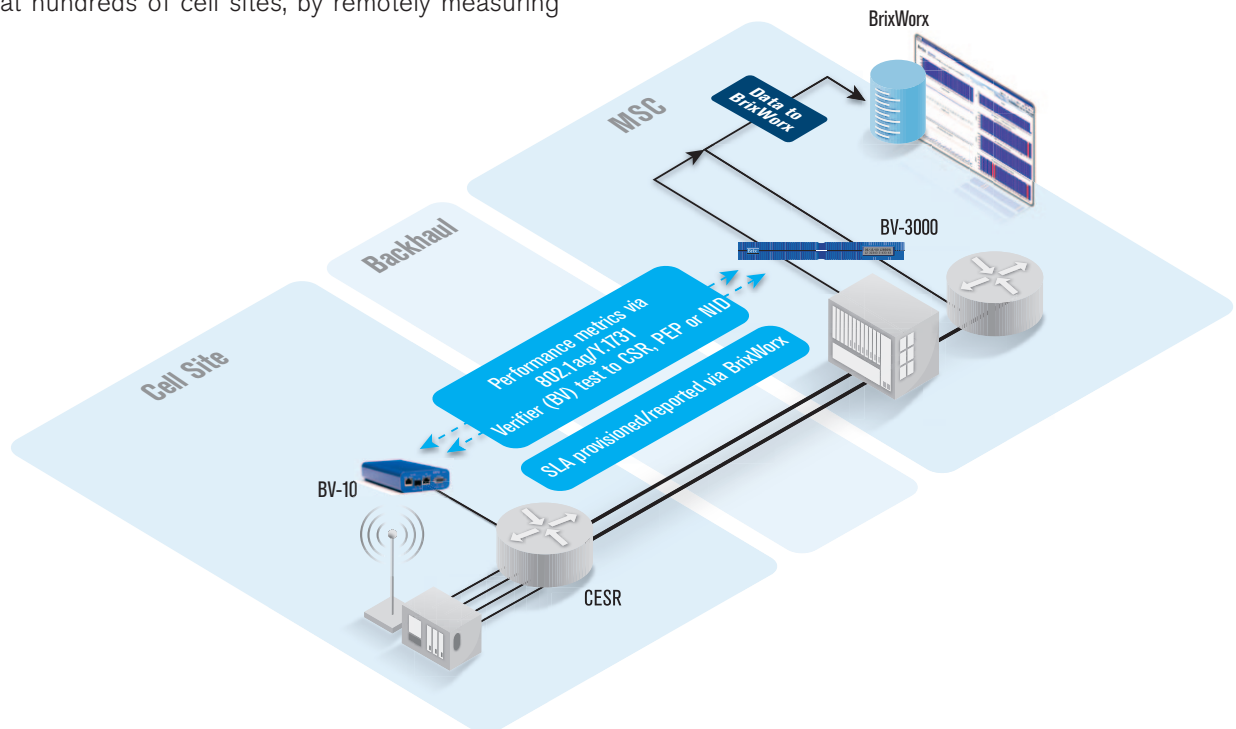 at hundreds of cell sites, by remotely measuring
BrixWorx
MSC
Data to
BrixWorx
Backhaul
BV-3000
Cell Site
Performance metrics via
802.1ag/Y.1731
Verifier (BV) test to CSR, PEP or NID
SLA provisioned/reported via BrixWorx
BV-10
CESR